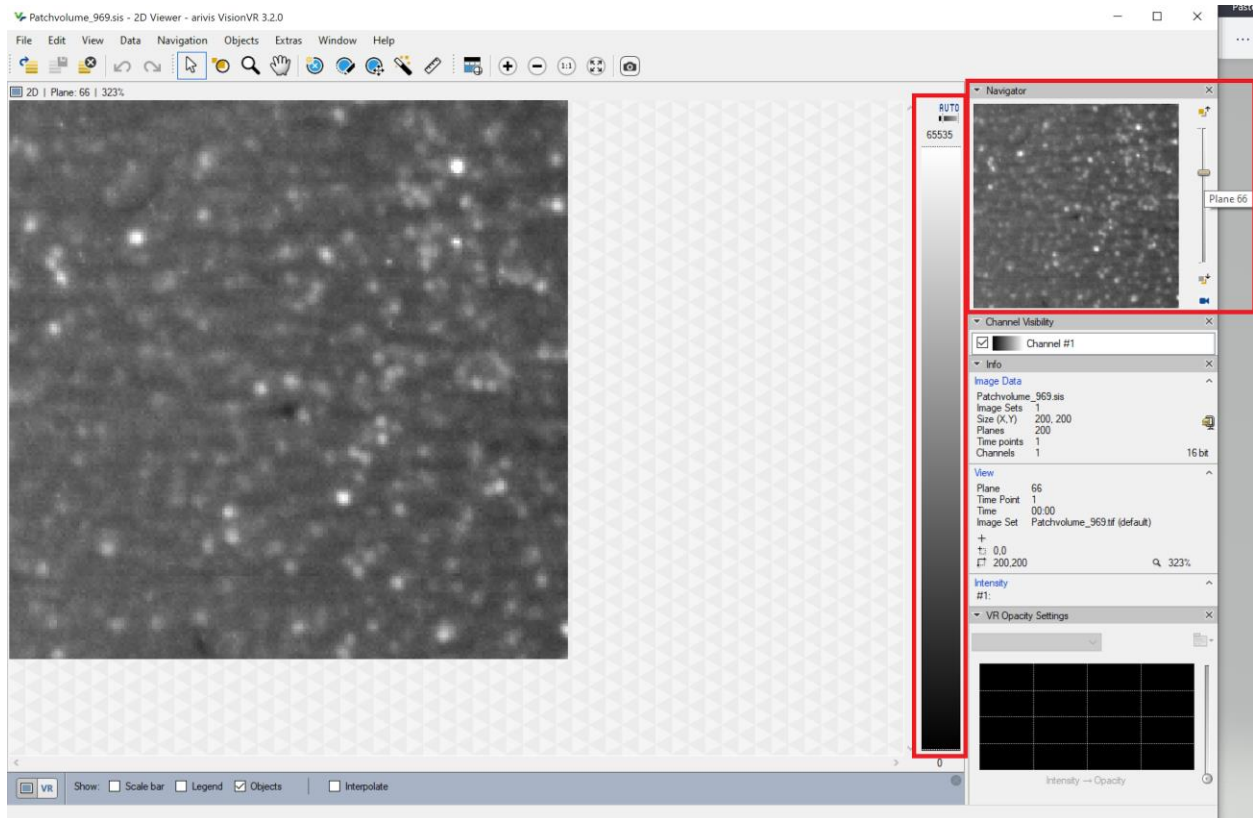 Patchvolume_969.sis - 2D Viewer - arivis VisionVR 3.2.0
File Edit View Data Navigation Objects Extras Window Help
1:1
2D | Plane: 66 | 323%
AUTO
65535
0
Navigator
Plane 66
Channel Visibility
Channel #1
Info
Image Data
Patchvolume_969.sis
Image Sets 1
Size (X,Y) 200, 200
Planes 200
Time points 1
Channels 1 16 bit
View
Plane 66
Time Point 1
Time 00:00
Image Set Patchvolume_969.tif (default)
0,0
200,200 323%
Intensity
#1:
VR Opacity Settings
Intensity → Opacity
VR Show: Scale bar Legend Objects Interpolate